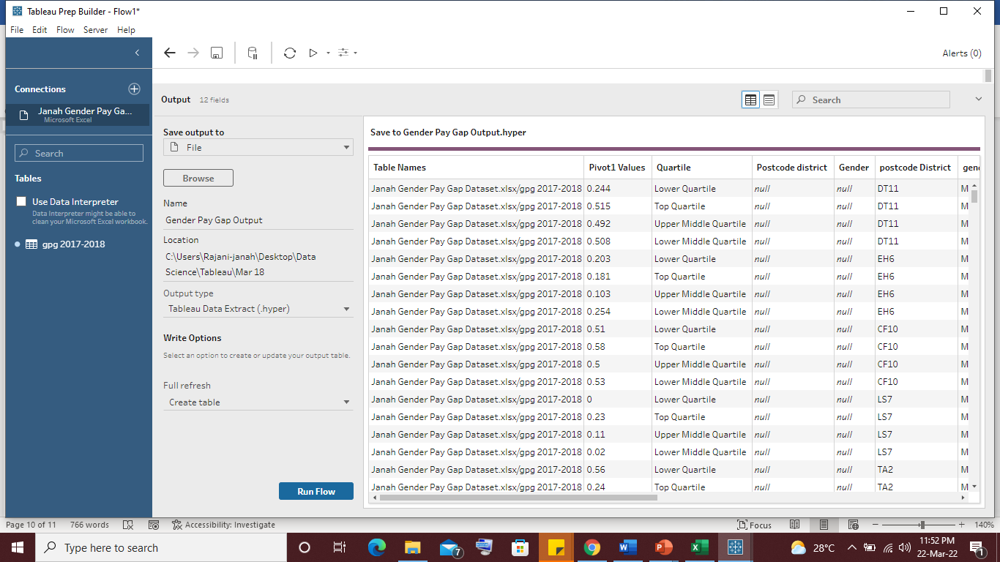 Tableau Prep Builder - Flow1*
File Edit Flow Server Help
Alerts (0)
Connections
Janah Gender Pay Ga...
Microsoft Excel
Search
Tables
Use Data Interpreter
Data Interpreter might be able to
clean your Microsoft Excel workbook.
gpg 2017-2018
Output 12 fields
Search
Save output to
File
Browse
Name
Gender Pay Gap Output
Location
C:\Users\Rajani-janah\Desktop\Data
Science\Tableau\Mar 18
Output type
Tableau Data Extract (.hyper)
Write Options
Select an option to create or update your output table.
Full refresh
Create table
Run Flow
Save to Gender Pay Gap Output.hyper
Table Names Pivot1 Values Quartile Postcode district Gender postcode District gend
Janah Gender Pay Gap Dataset.xlsx/gpg 2017-2018 0.244 Lower Quartile null null DT11 M
Janah Gender Pay Gap Dataset.xlsx/gpg 2017-2018 0.515 Top Quartile null null DT11 M
Janah Gender Pay Gap Dataset.xlsx/gpg 2017-2018 0.492 Upper Middle Quartile null null DT11 M
Janah Gender Pay Gap Dataset.xlsx/gpg 2017-2018 0.508 Lower Middle Quartile null null DT11 M
Janah Gender Pay Gap Dataset.xlsx/gpg 2017-2018 0.203 Lower Quartile null null EH6 M
Janah Gender Pay Gap Dataset.xlsx/gpg 2017-2018 0.181 Top Quartile null null EH6 M
Janah Gender Pay Gap Dataset.xlsx/gpg 2017-2018 0.103 Upper Middle Quartile null null EH6 M
Janah Gender Pay Gap Dataset.xlsx/gpg 2017-2018 0.254 Lower Middle Quartile null null EH6 M
Janah Gender Pay Gap Dataset.xlsx/gpg 2017-2018 0.51 Lower Quartile null null CF10 M
Janah Gender Pay Gap Dataset.xlsx/gpg 2017-2018 0.58 Top Quartile null null CF10 M
Janah Gender Pay Gap Dataset.xlsx/gpg 2017-2018 0.5 Upper Middle Quartile null null CF10 M
Janah Gender Pay Gap Dataset.xlsx/gpg 2017-2018 0.53 Lower Middle Quartile null null CF10 M
Janah Gender Pay Gap Dataset.xlsx/gpg 2017-2018 0 Lower Quartile null null LS7 M
Janah Gender Pay Gap Dataset.xlsx/gpg 2017-2018 0.23 Top Quartile null null LS7 M
Janah Gender Pay Gap Dataset.xlsx/gpg 2017-2018 0.11 Upper Middle Quartile null null LS7 M
Janah Gender Pay Gap Dataset.xlsx/gpg 2017-2018 0.02 Lower Middle Quartile null null LS7 M
Janah Gender Pay Gap Dataset.xlsx/gpg 2017-2018 0.56 Lower Quartile null null TA2 M
Janah Gender Pay Gap Dataset.xlsx/gpg 2017-2018 0.24 Top Quartile null null TA2 M
Page 10 of 11 766 words Accessibility: Investigate Focus 140%
Type here to search 7 28°C 11:52 PM
22-Mar-22 1